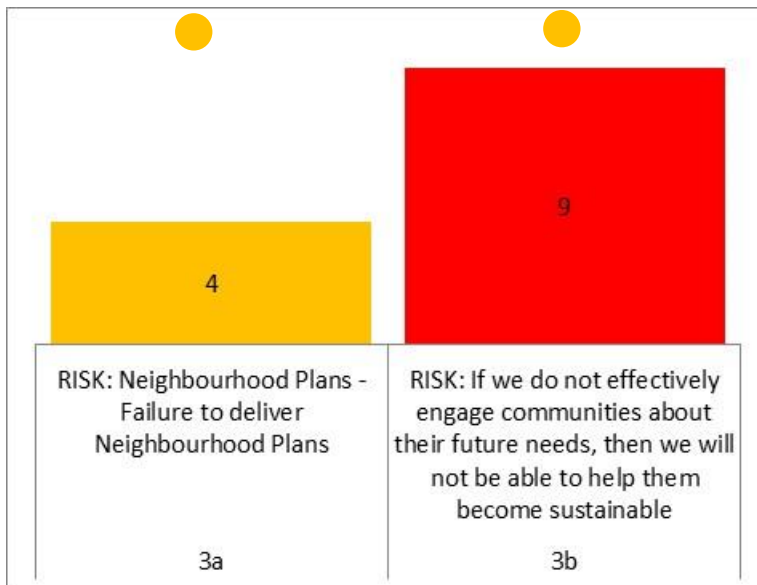 4
9
RISK: Neighbourhood Plans -
Failure to deliver
Neighbourhood Plans
3a
RISK: If we do not effectively
engage communities about
their future needs, then we will
not be able to help them
become sustainable
3b